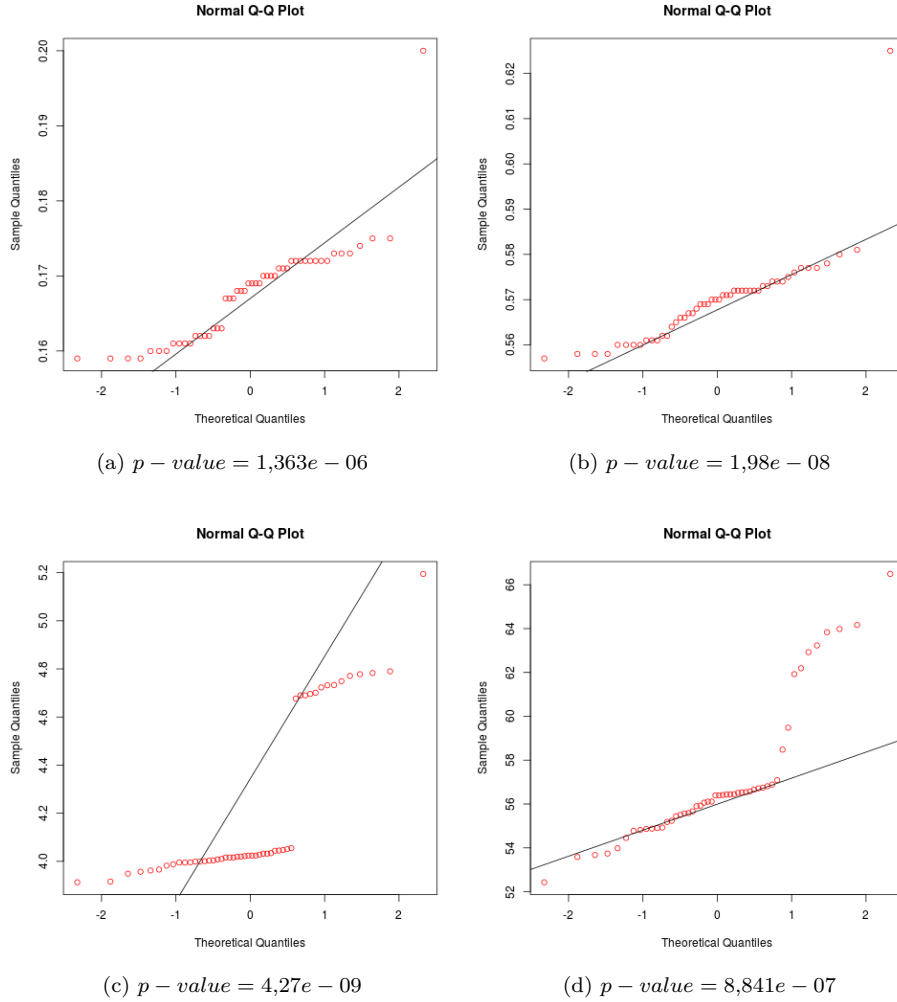 Normal Q-Q Plot
Sample Quantiles
0.20
0.19
0.18
0.17
0.16
-2 -1 0 1 2
Theoretical Quantiles
(a) p − value = 1,363e − 06
Normal Q-Q Plot
Sample Quantiles
0.62
0.61
0.60
0.59
0.58
0.57
0.56
-2 -1 0 1 2
Theoretical Quantiles
(b) p − value = 1,98e − 08
Normal Q-Q Plot
Sample Quantiles
5.2
5.0
4.8
4.6
4.4
4.2
4.0
-2 -1 0 1 2
Theoretical Quantiles
(c) p − value = 4,27e − 09
Normal Q-Q Plot
Sample Quantiles
66
64
62
60
58
56
54
52
-2 -1 0 1 2
Theoretical Quantiles
(d) p − value = 8,841e − 07